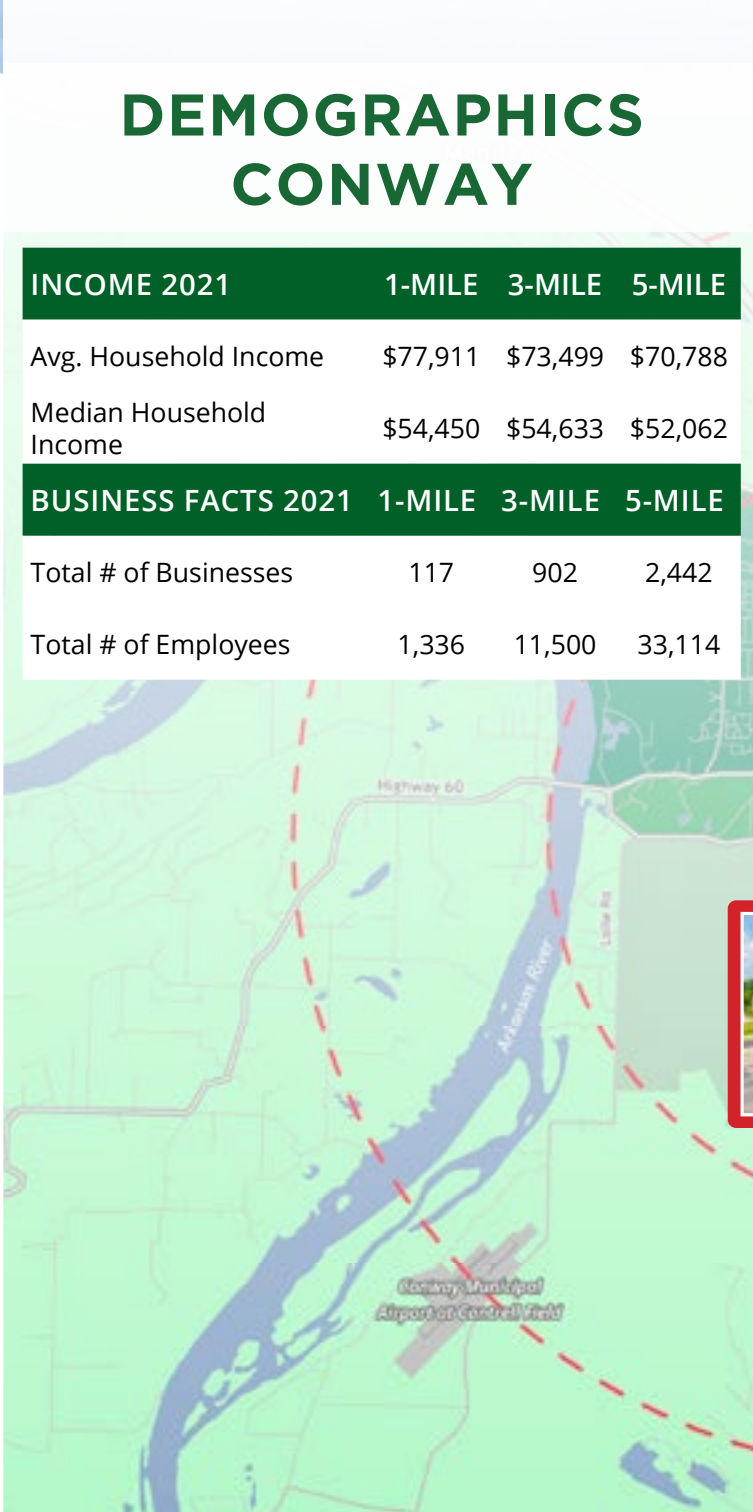 DEMOGRAPHICS
CONWAY
INCOME 2021 1-MILE 3-MILE 5-MILE
Avg. Household Income $77,911 $73,499 $70,788
Median Household
Income $54,450 $54,633 $52,062
BUSINESS FACTS 2021 1-MILE 3-MILE 5-MILE
Total # of Businesses 117 902 2,442
Total # of Employees 1,336 11,500 33,114
Highway 60
Lollie Rd
Arkansas River
Conway Municipal
Airport at Cantrell Field